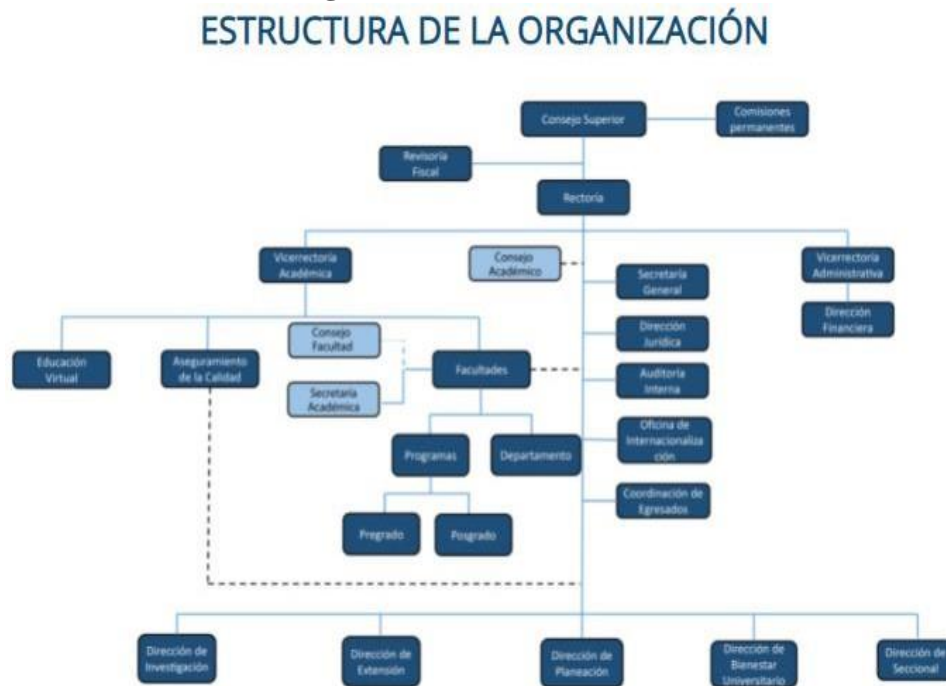 ESTRUCTURA DE LA ORGANIZACIÓN
Consejo Superior
Comisiones
permanentes
Revisoría
Fiscal
Rectoría
Vicerrectoría
Académica
Consejo
Académico
Vicerrectoría
Administrativa
Secretaría
General
Dirección
Financiera
Dirección
Jurídica
Consejo
Facultad
Educación
Virtual
Aseguramiento
de la Calidad
Facultades
Auditoría
Interna
Secretaría
Académica
Oficina de
Internacionaliza
ción
Programas
Departamento
Coordinación de
Egresados
Pregrado
Posgrado
Dirección de
Investigación
Dirección de
Extensión
Dirección de
Planeación
Dirección de
Bienestar
Universitario
Dirección de
Seccional